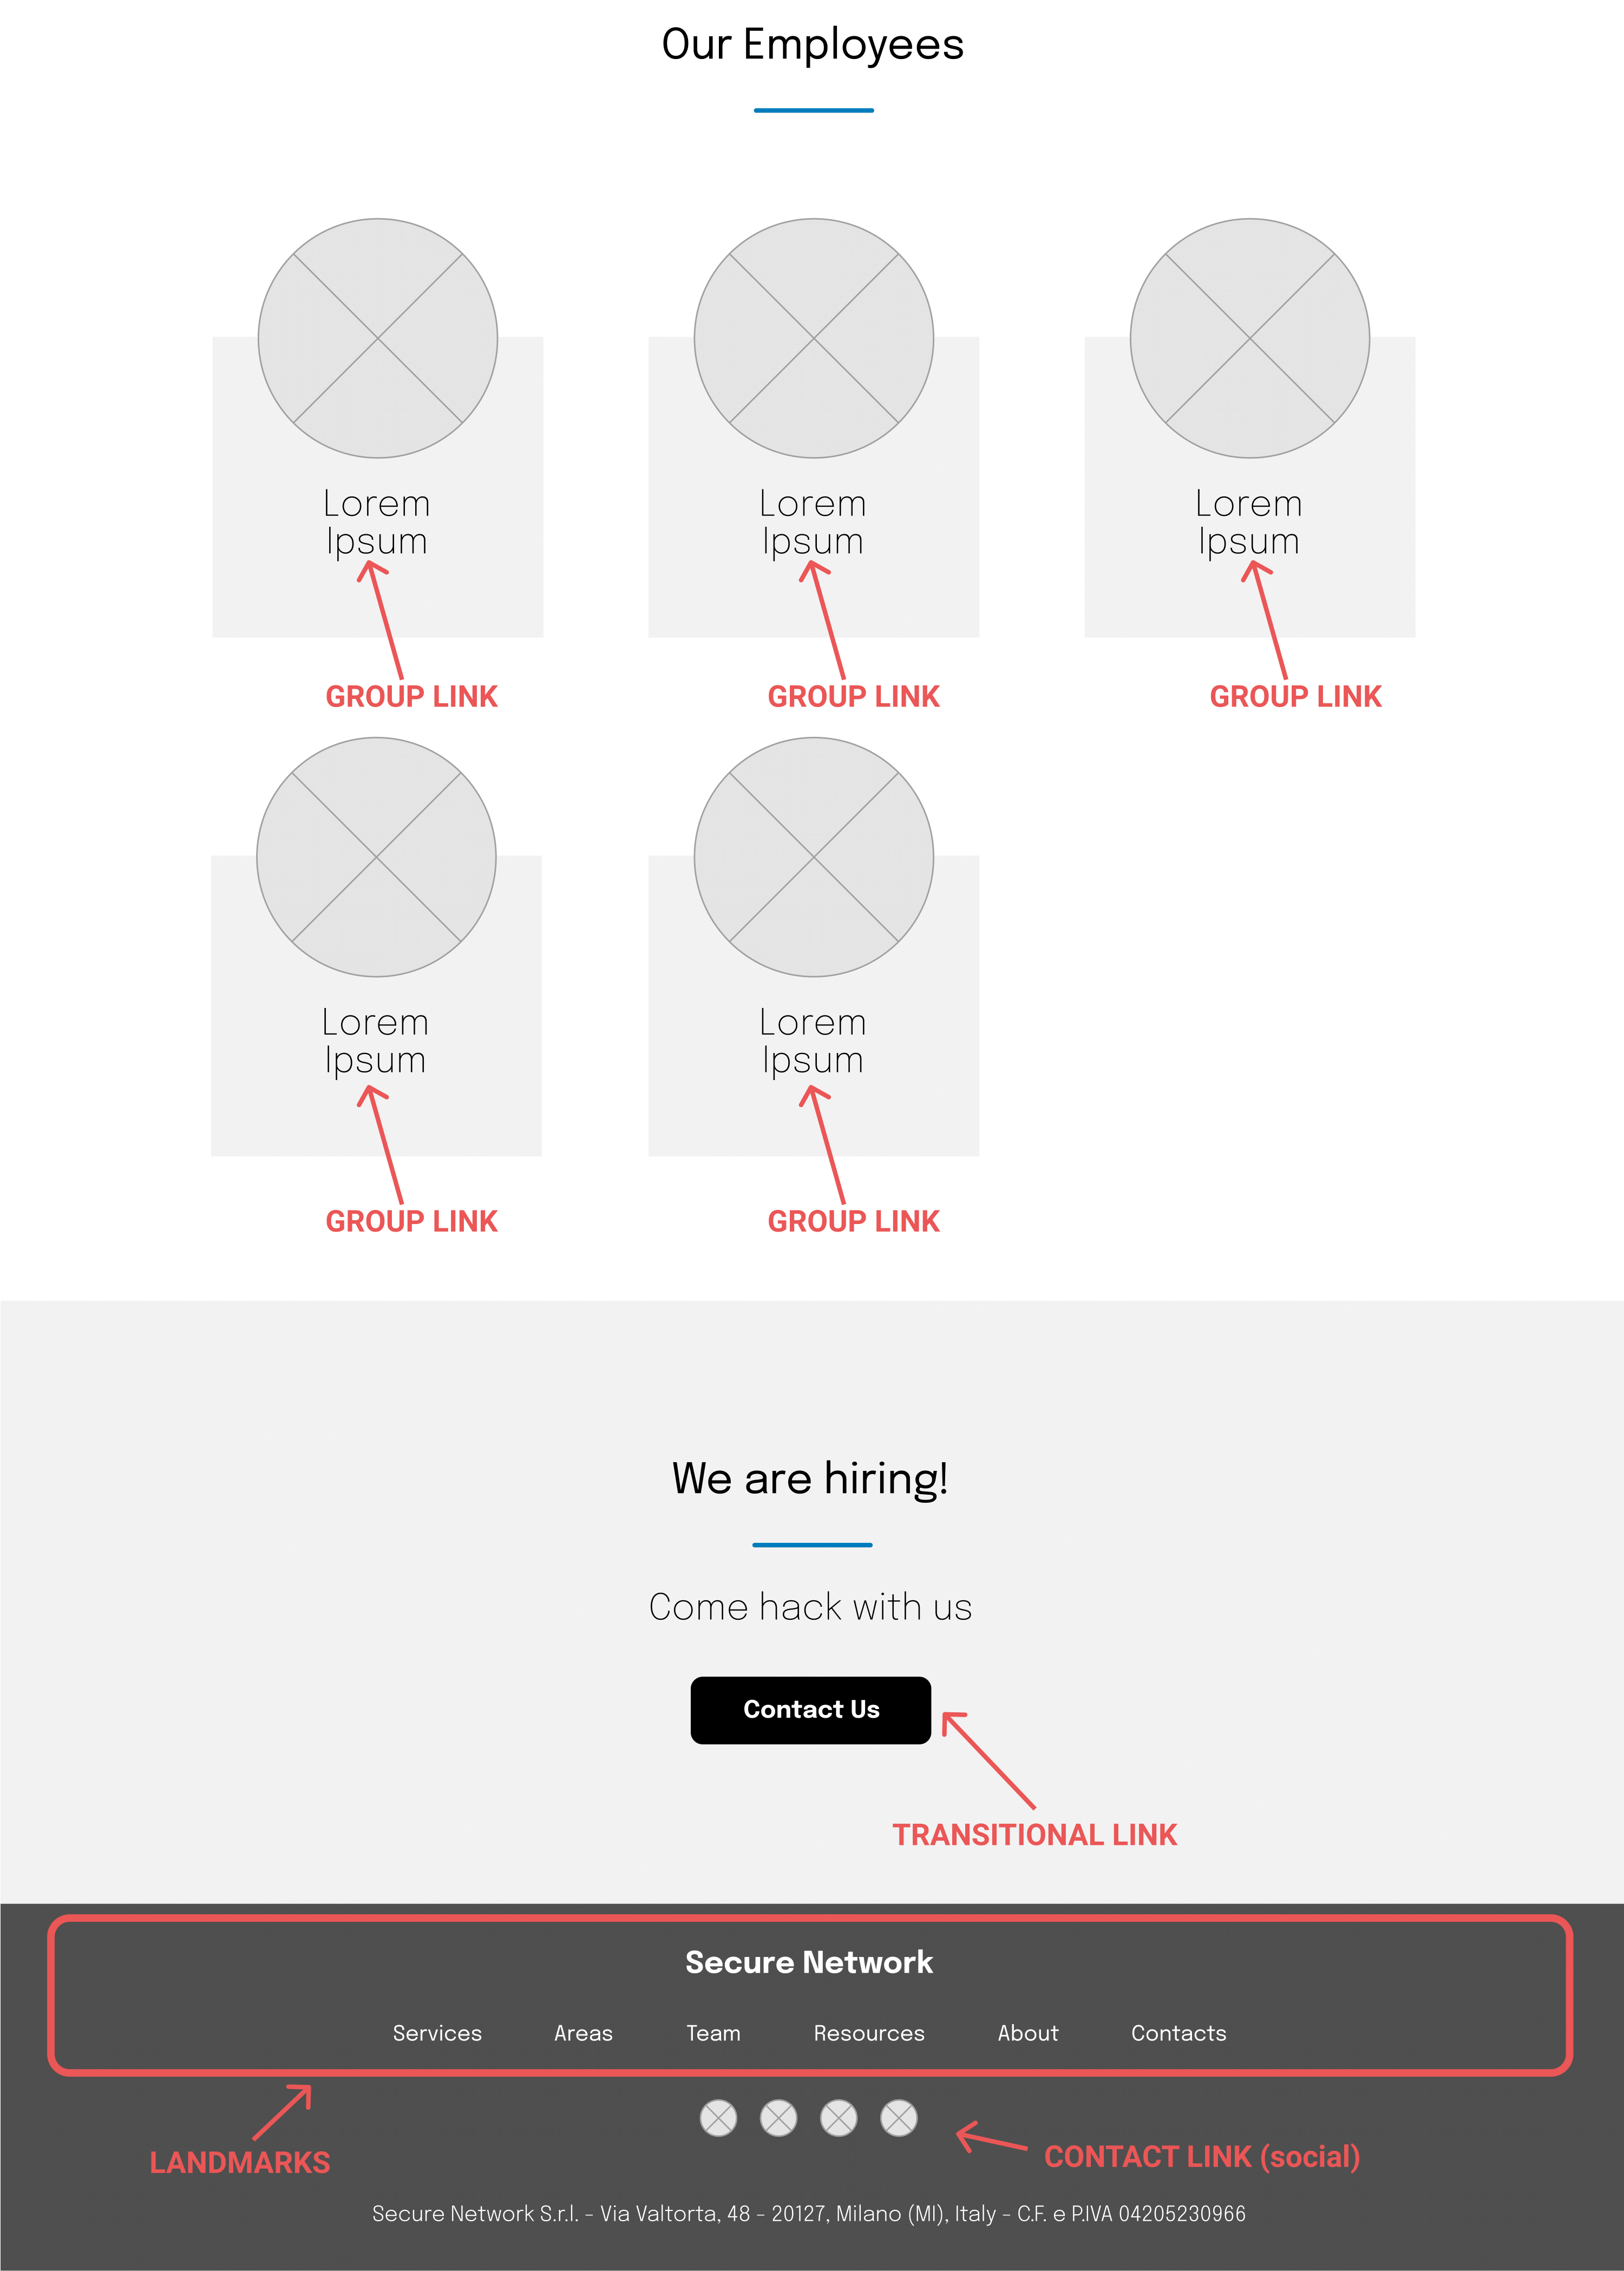 Our Employees
Lorem
Ipsum
Lorem
Ipsum
Lorem
Ipsum
GROUP LINK
GROUP LINK
GROUP LINK
Lorem
Ipsum
Lorem
Ipsum
GROUP LINK
GROUP LINK
We are hiring!
Come hack with us
Contact Us
TRANSITIONAL LINK
Secure Network
Services Areas Team Resources About Contacts
LANDMARKS
CONTACT LINK (social)
Secure Network S.r.l. - Via Valtorta, 48 - 20127, Milano (MI), Italy - C.F. e P.IVA 04205230966